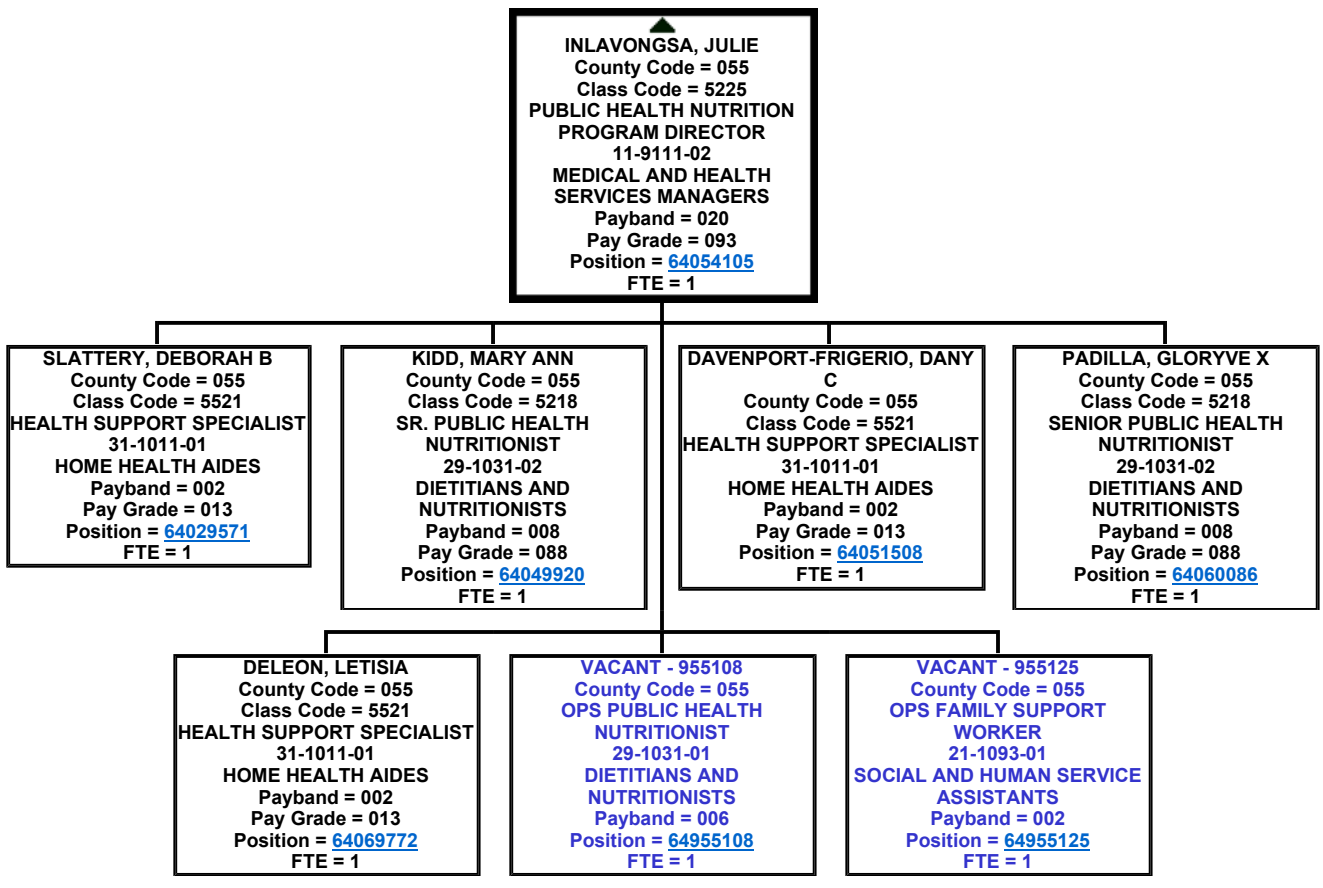 INLAVONGSA, JULIE
County Code = 055
Class Code = 5225
PUBLIC HEALTH NUTRITION
PROGRAM DIRECTOR
11-9111-02
MEDICAL AND HEALTH
SERVICES MANAGERS
Payband = 020
Pay Grade = 093
Position = 64054105
FTE = 1
SLATTERY, DEBORAH B
County Code = 055
Class Code = 5521
HEALTH SUPPORT SPECIALIST
31-1011-01
HOME HEALTH AIDES
Payband = 002
Pay Grade = 013
Position = 64029571
FTE = 1
KIDD, MARY ANN
County Code = 055
Class Code = 5218
SR. PUBLIC HEALTH
NUTRITIONIST
29-1031-02
DIETITIANS AND
NUTRITIONISTS
Payband = 008
Pay Grade = 088
Position = 64049920
FTE = 1
DAVENPORT-FRIGERIO, DANY
C
County Code = 055
Class Code = 5521
HEALTH SUPPORT SPECIALIST
31-1011-01
HOME HEALTH AIDES
Payband = 002
Pay Grade = 013
Position = 64051508
FTE = 1
PADILLA, GLORYVE X
County Code = 055
Class Code = 5218
SENIOR PUBLIC HEALTH
NUTRITIONIST
29-1031-02
DIETITIANS AND
NUTRITIONISTS
Payband = 008
Pay Grade = 088
Position = 64060086
FTE = 1
DELEON, LETISIA
County Code = 055
Class Code = 5521
HEALTH SUPPORT SPECIALIST
31-1011-01
HOME HEALTH AIDES
Payband = 002
Pay Grade = 013
Position = 64069772
FTE = 1
VACANT - 955108
County Code = 055
OPS PUBLIC HEALTH
NUTRITIONIST
29-1031-01
DIETITIANS AND
NUTRITIONISTS
Payband = 006
Position = 64955108
FTE = 1
VACANT - 955125
County Code = 055
OPS FAMILY SUPPORT
WORKER
21-1093-01
SOCIAL AND HUMAN SERVICE
ASSISTANTS
Payband = 002
Position = 64955125
FTE = 1